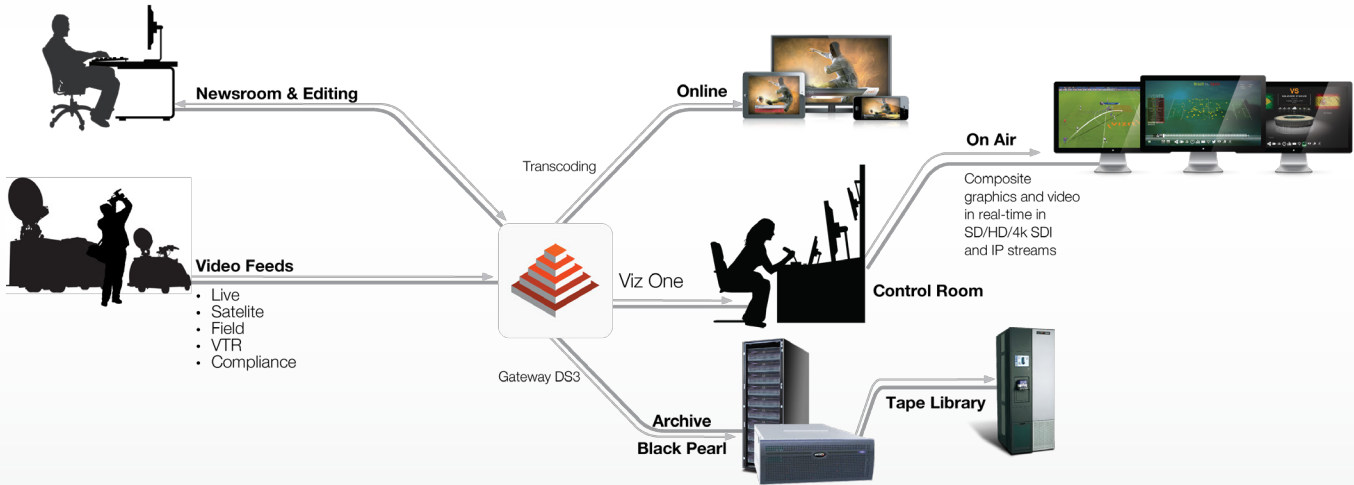 Newsroom & Editing
Online
On Air
VS
Transcoding
Composite
graphics and video
in real-time in
SD/HD/4k SDI
and IP streams
Video Feeds
• Live
• Satelite
• Field
• VTR
• Compliance
Viz One
Control Room
Gateway DS3
Archive
Black Pearl
Tape Library